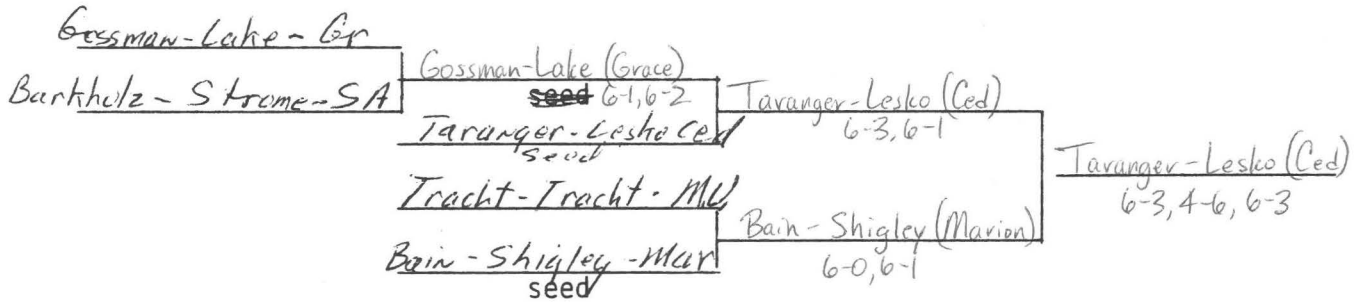 Gossman-Lake-Gr
Barkholz-Strome-SA
Gossman-Lake (Grace)
seed 6-1, 6-2
Taranger-Lesko Ced
seed
Tracht-Tracht-M.V.
Bain-Shigley-Mar
seed
Taranger-Lesko (Ced)
6-3, 6-1
Bain-Shigley (Marion)
6-0, 6-1
Taranger-Lesko (Ced)
6-3, 4-6, 6-3